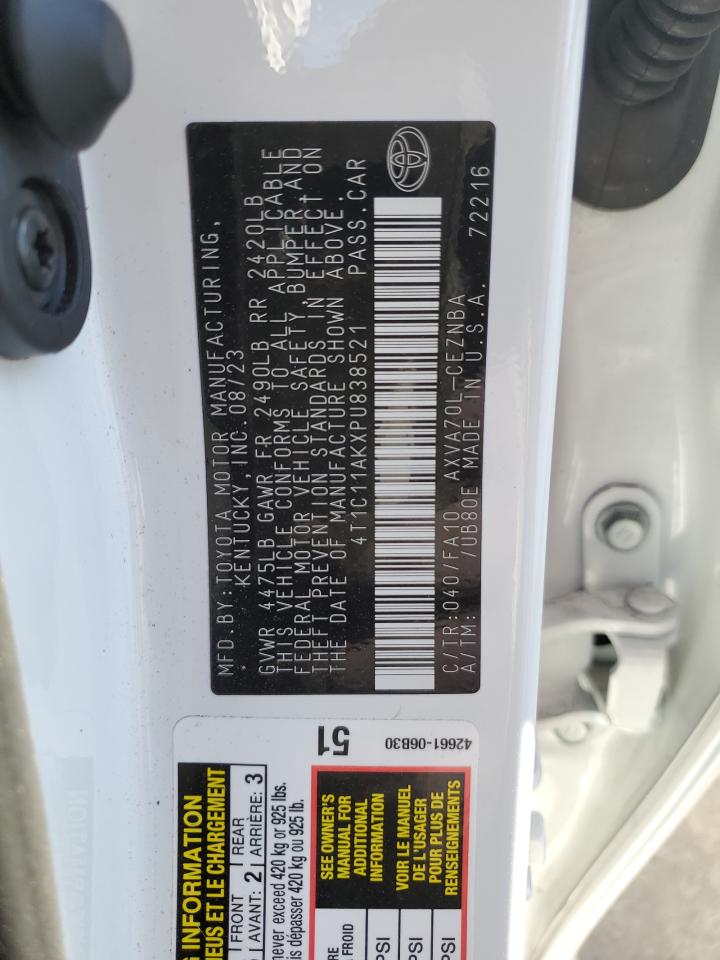 MFD.BY:TOYOTA MOTOR MANUFACTURING,
KENTUCKY, INC.08/23
GVWR 4475LB GAWR FR 2490LB RR 2420LB
THIS VEHICLE CONFORMS TO ALL APPLICABLE
FEDERAL MOTOR VEHICLE SAFETY, BUMPER, AND
THEFT PREVENTION STANDARDS IN EFFECT ON
THE DATE OF MANUFACTURE SHOWN ABOVE.
4T1C11AKXPU838521 PASS.CAR
C/TR:040/FA10 AXVA70L-CEZNBA 72216
A/TM: /UB80E MADE IN U.S.A.
51
42661-06B30
G INFORMATION
NEUS ET LE CHARGEMENT
FRONT 2 REAR 3
AVANT: ARRIÈRE:
never exceed 420 kg or 925 lbs.
is dépasser 420 kg ou 925 lb.
SEE OWNER'S
MANUAL FOR
ADDITIONAL
INFORMATION
VOIR LE MANUEL
DE L'USAGER
POUR PLUS DE
RENSEIGNEMENTS
FROID
PSI
PSI
PSI